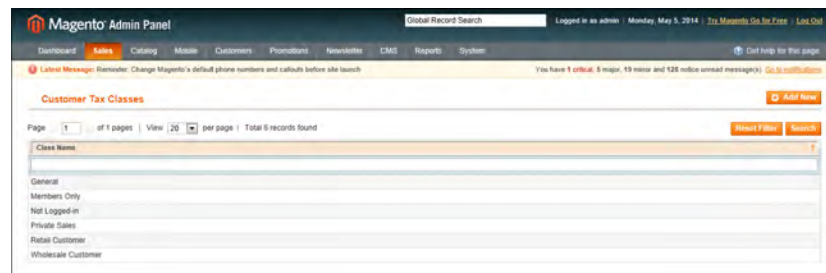 Magento Admin Panel
Global Record Search
Logged in as admin | Monday, May 5, 2014 | Try Magento Go for Free | Log Out
Dashboard Sales Catalog Mobile Customers Promotions Newsletter CMS Reports System
Get help for this page
Latest Message: Reminder: Change Magento's default phone numbers and callouts before site launch
You have 1 critical, 5 major, 19 minor and 128 notice unread message(s). Go to notifications
Customer Tax Classes
Add New
Page 1 of 1 pages | View 20 per page | Total 6 records found
Reset Filter Search
Class Name
General
Members Only
Not Logged-in
Private Sales
Retail Customer
Wholesale Customer